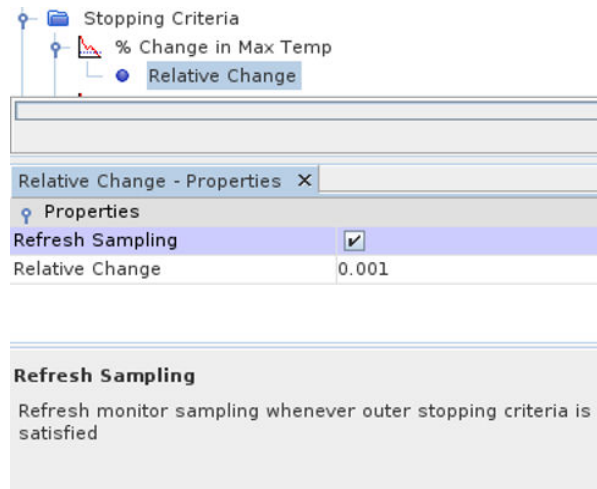 Stopping Criteria
% Change in Max Temp
Relative Change
Relative Change - Properties X
Properties
Refresh Sampling
Relative Change 0.001
Refresh Sampling
Refresh monitor sampling whenever outer stopping criteria is
satisfied